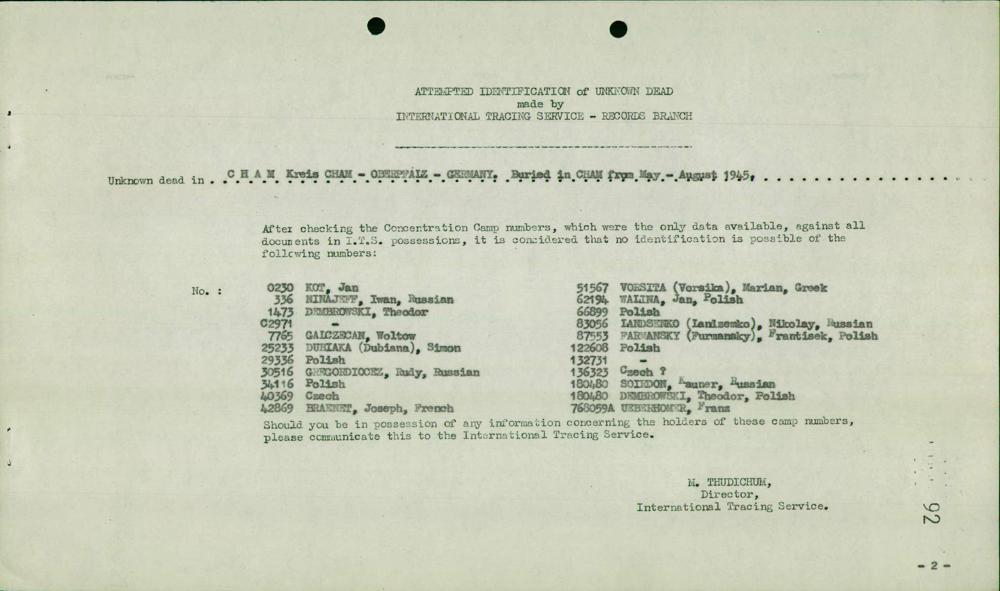 ATTEMPTED IDENTIFICATION of UNKNOWN DEAD
made by
INTERNATIONAL TRACING SERVICE - RECORDS BRANCH
Unknown dead in . C H A M Kreis CHAM - OBERPFALZ - GERMANY. Buried in CHAM from May - August 1945, . . . . . . . . . . . . . . . .
After checking the Concentration Camp numbers, which were the only data available, against all
documents in I.T.S. possessions, it is considered that no identification is possible of the
following numbers:
No. :
0230 KOT, Jan
336 MINAJEFF, Iwan, Russian
1473 DEMBROWSKI, Theodor
C2971 -
7765 GAICZECAN, Woltow
25233 DUBIAKA (Dubiana), Simon
29336 Polish
30516 GREGORDIOCEZ, Rudy, Russian
34116 Polish
40369 Czech
42869 BRAENET, Joseph, French
51567 VORSITA (Vorsika), Marian, Greek
62194 WALINA, Jan, Polish
66899 Polish
83056 LANDSENKO (Lanlzemko), Nikolay, Russian
87553 FARMANSKY (Furmansky), Frantisek, Polish
122608 Polish
132731 -
136323 Czech ?
180480 Russian
180480 DEMBROWSKI, Theodor, Polish
768059A Franz
Should you be in possession of any information concerning the holders of these camp numbers,
please communicate this to the International Tracing Service.
M. THUDICHUM,
Director,
International Tracing Service.
92
- 2 -